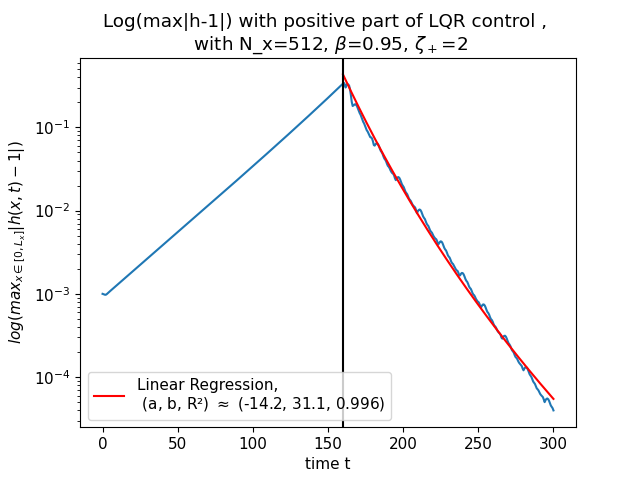 Log(max|h-1|) with positive part of LQR control ,
with N_x=512, β=0.95, ζ₊=2
log(max_{x∈[0,L_x]}|h(x, t) − 1|)
10⁻¹
10⁻²
10⁻³
10⁻⁴
Linear Regression,
(a, b, R²) ≈ (-14.2, 31.1, 0.996)
0 50 100 150 200 250 300
time t